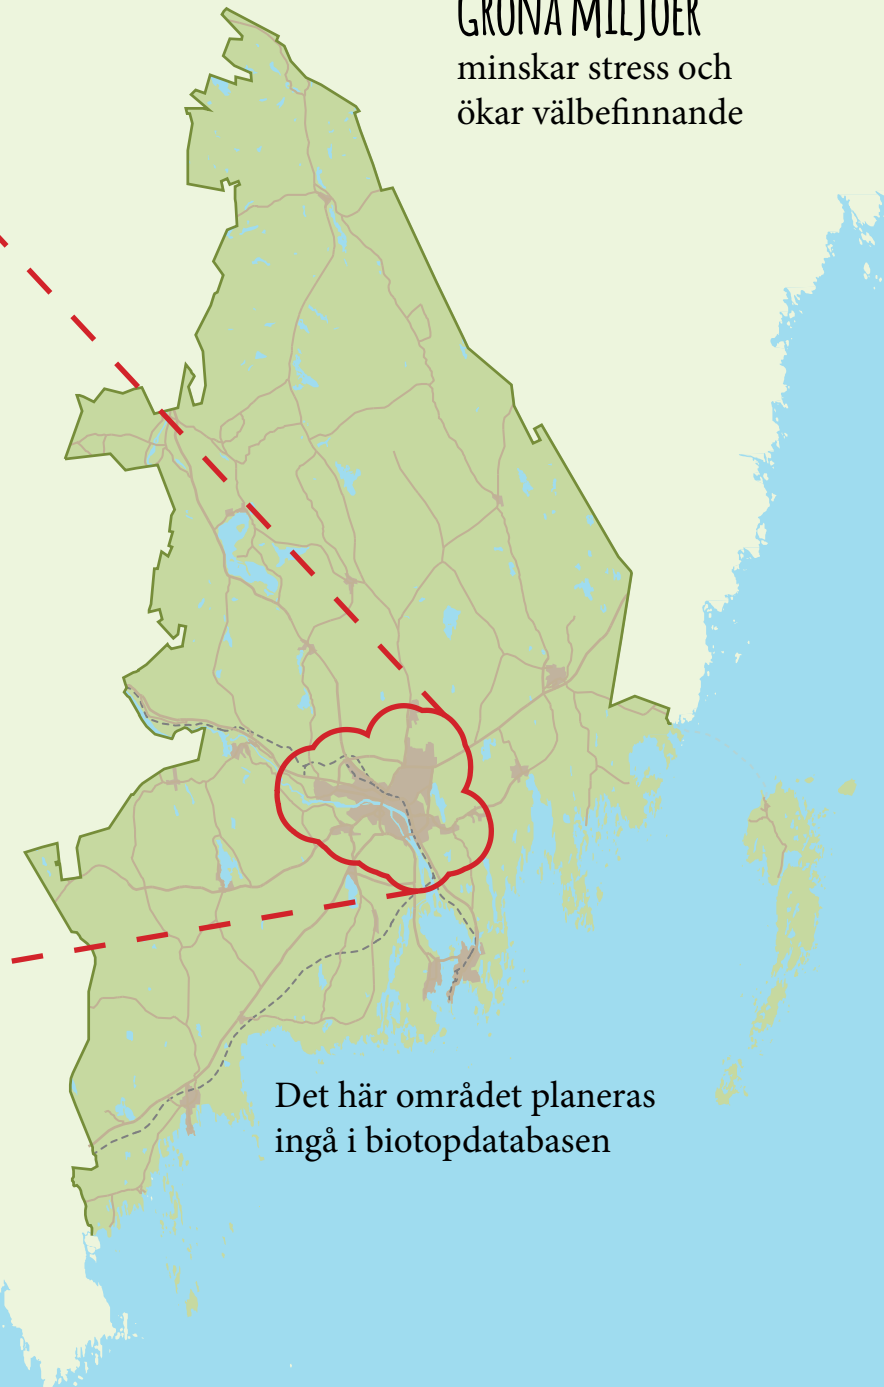 GRÖNA MILJÖER
minskar stress och
ökar välbefinnande
Det här området planeras
ingå i biotopdatabasen